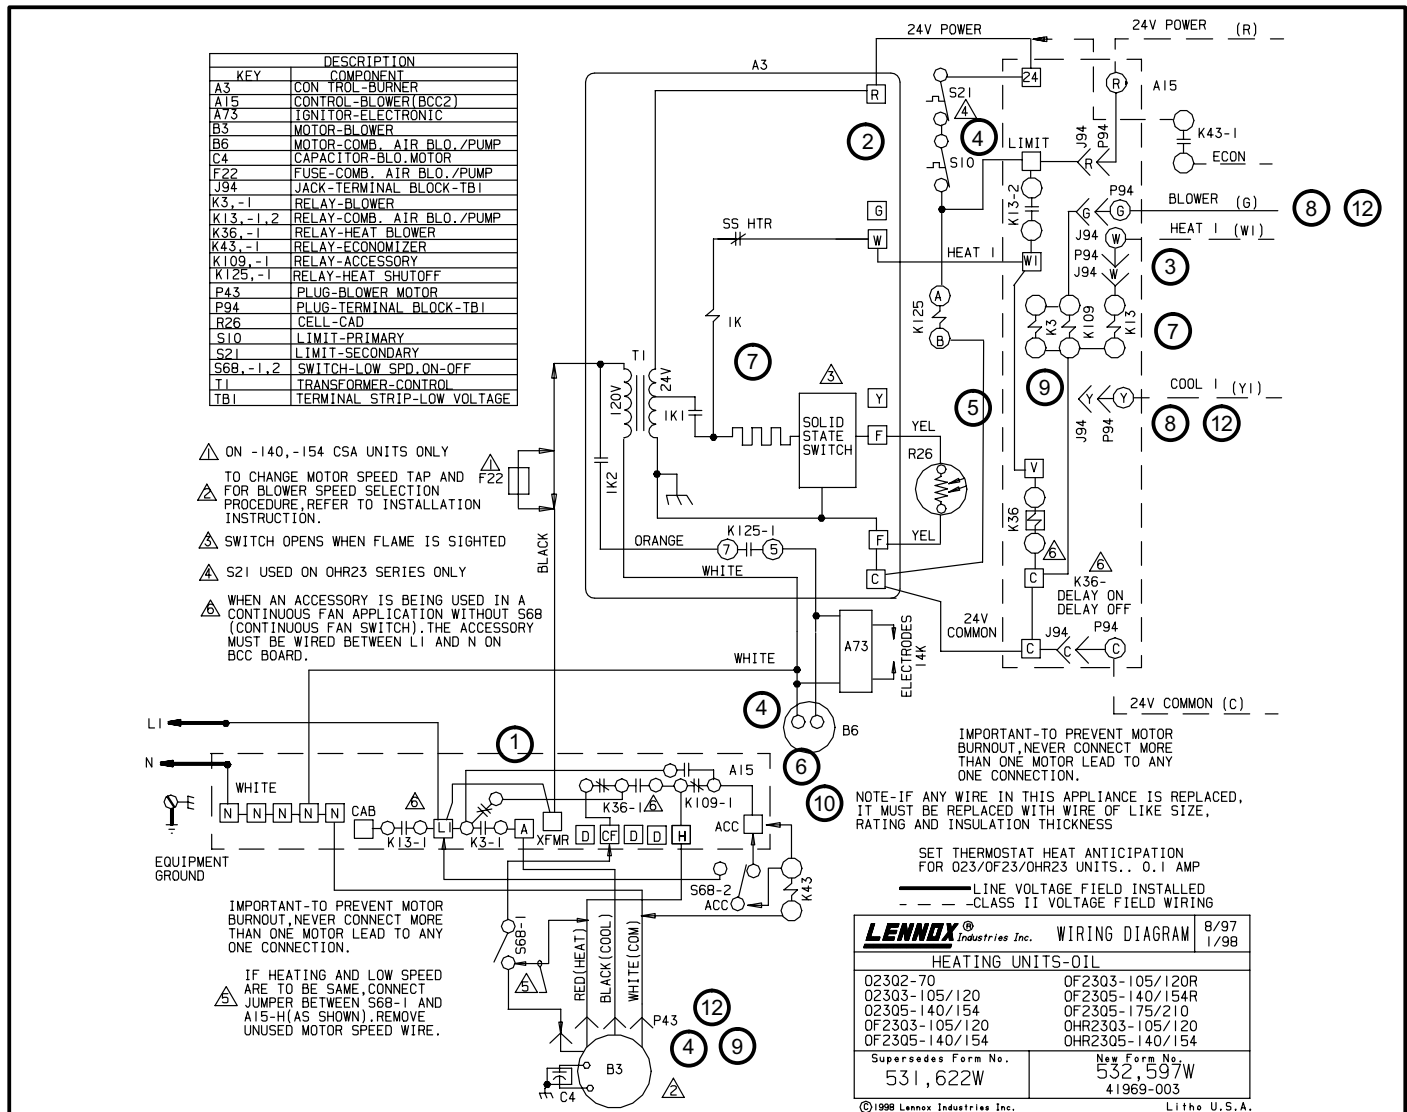 DESCRIPTION
KEY COMPONENT
A3 CON TROL-BURNER
A15 CONTROL-BLOWER(BCC2)
A73 IGNITOR-ELECTRONIC
B3 MOTOR-BLOWER
B6 MOTOR-COMB. AIR BLO./PUMP
C4 CAPACITOR-BLO.MOTOR
F22 FUSE-COMB. AIR BLO./PUMP
J94 JACK-TERMINAL BLOCK-TB1
K3,-1 RELAY-BLOWER
K13,-1,2 RELAY-COMB. AIR BLO./PUMP
K36,-1 RELAY-HEAT BLOWER
K43,-1 RELAY-ECONOMIZER
K109,-1 RELAY-ACCESSORY
K125,-1 RELAY-HEAT SHUTOFF
P43 PLUG-BLOWER MOTOR
P94 PLUG-TERMINAL BLOCK-TB1
R26 CELL-CAD
S10 LIMIT-PRIMARY
S21 LIMIT-SECONDARY
S68,-1,2 SWITCH-LOW SPD.ON-OFF
T1 TRANSFORMER-CONTROL
TB1 TERMINAL STRIP-LOW VOLTAGE
1 ON -140,-154 CSA UNITS ONLY
TO CHANGE MOTOR SPEED TAP AND
2 FOR BLOWER SPEED SELECTION
PROCEDURE,REFER TO INSTALLATION
INSTRUCTION.
3 SWITCH OPENS WHEN FLAME IS SIGHTED
4 S21 USED ON OHR23 SERIES ONLY
6 WHEN AN ACCESSORY IS BEING USED IN A
CONTINUOUS FAN APPLICATION WITHOUT S68
(CONTINUOUS FAN SWITCH).THE ACCESSORY
MUST BE WIRED BETWEEN L1 AND N ON
BCC BOARD.
1
F22
BLACK
A3
24V POWER
24V POWER (R)
R
2
S21
4
4
S10
24
R
A15
LIMIT
J94
P94
R
K43-1
ECON
K13-2
G
W
SS HTR
HEAT 1
W1
P94
G
G
J94
BLOWER (G)
8
12
W
HEAT 1 (W1)
P94
J94
W
3
A
K125
B
1K
7
K3
K109
K13
7
T1
120V
24V
1K1
3
SOLID
STATE
SWITCH
Y
F
YEL
R26
5
9
COOL 1 (Y1)
Y
Y
J94
P94
8
12
1K2
V
K36
6
ORANGE
K125-1
7
5
WHITE
F
YEL
C
C
6
K36-
DELAY ON
DELAY OFF
24V
COMMON
C
J94
P94
C
C
24V COMMON (C)
A73
ELECTRODES
14K
WHITE
4
B6
6
10
L1
N
WHITE
1
A15
N
N
N
N
N
CAB
6
K13-1
L1
K3-1
A
XFMR
K36-1
6
K109-1
D
CF
D
D
H
ACC
EQUIPMENT
GROUND
S68-2
ACC
K43
IMPORTANT-TO PREVENT MOTOR
BURNOUT,NEVER CONNECT MORE
THAN ONE MOTOR LEAD TO ANY
ONE CONNECTION.
IF HEATING AND LOW SPEED
ARE TO BE SAME,CONNECT
5 JUMPER BETWEEN S68-1 AND
A15-H(AS SHOWN).REMOVE
UNUSED MOTOR SPEED WIRE.
S68-1
5
RED(HEAT)
BLACK(COOL)
WHITE(COM)
P43
12
4
9
B3
C4
2
IMPORTANT-TO PREVENT MOTOR
BURNOUT,NEVER CONNECT MORE
THAN ONE MOTOR LEAD TO ANY
ONE CONNECTION.
NOTE-IF ANY WIRE IN THIS APPLIANCE IS REPLACED,
IT MUST BE REPLACED WITH WIRE OF LIKE SIZE,
RATING AND INSULATION THICKNESS
SET THERMOSTAT HEAT ANTICIPATION
FOR O23/OF23/OHR23 UNITS.. 0.1 AMP
LINE VOLTAGE FIELD INSTALLED
CLASS II VOLTAGE FIELD WIRING
LENNOX® Industries Inc. WIRING DIAGRAM 8/97
1/98
HEATING UNITS-OIL
O23Q2-70 OF23Q3-105/120R
O23Q3-105/120 OF23Q5-140/154R
O23Q5-140/154 OF23Q5-175/210
OF23Q3-105/120 OHR23Q3-105/120
OF23Q5-140/154 OHR23Q5-140/154
Supersedes Form No. New Form No.
531,622W 532,597W
41969-003
©1998 Lennox Industries Inc. Litho U.S.A.